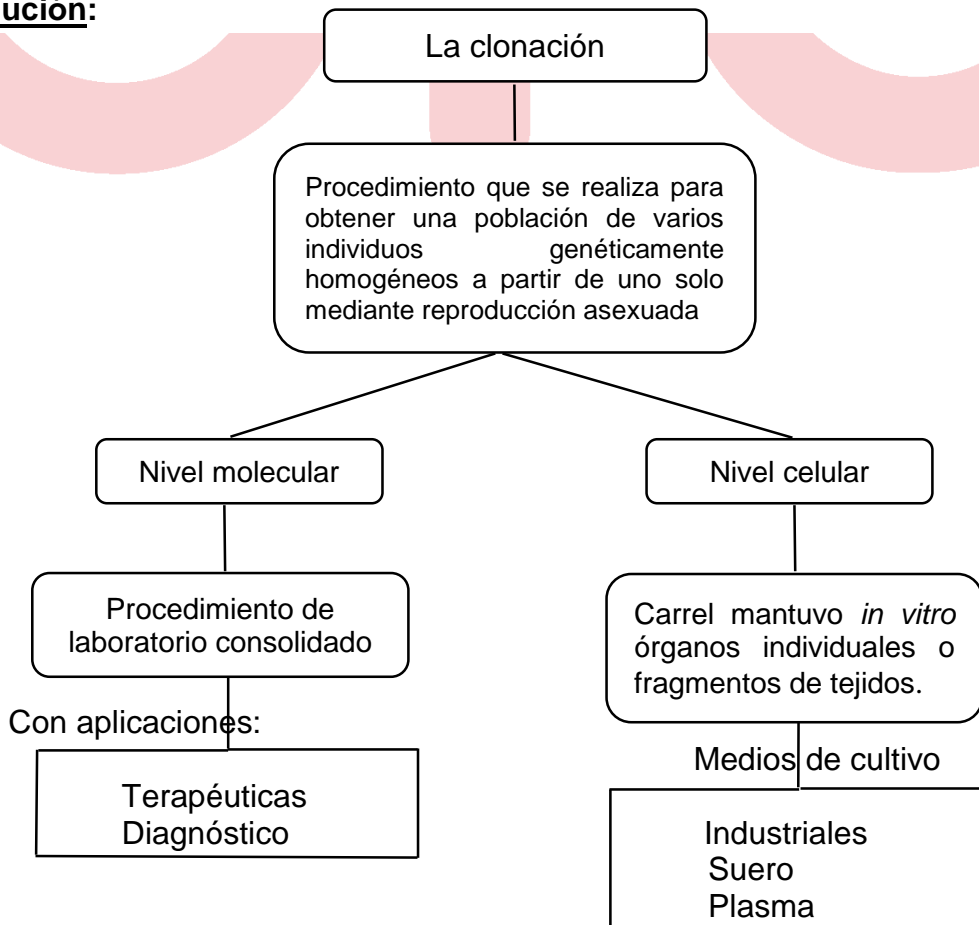 ución:
La clonación
Procedimiento que se realiza para
obtener una población de varios
individuos genéticamente
homogéneos a partir de uno solo
mediante reproducción asexuada
Nivel molecular
Nivel celular
Procedimiento de
laboratorio consolidado
Carrel mantuvo in vitro
órganos individuales o
fragmentos de tejidos.
Con aplicaciones:
Medios de cultivo
Terapéuticas
Diagnóstico
Industriales
Suero
Plasma